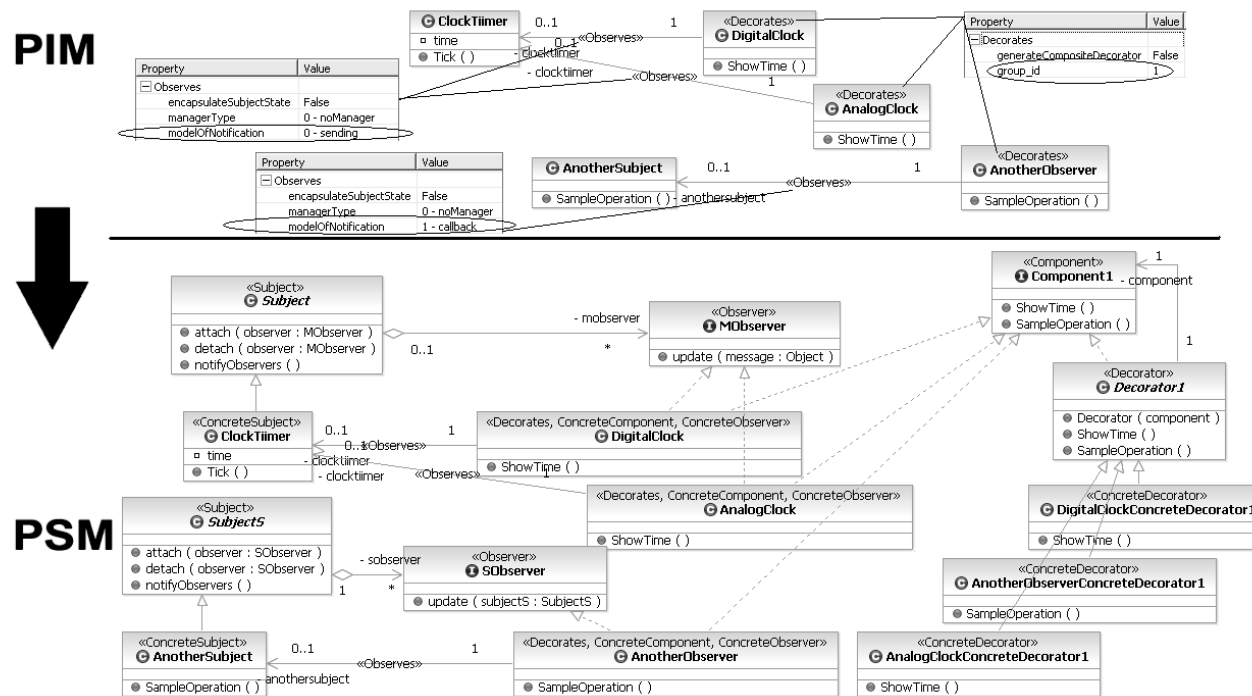 PIM
ClockTiimer
time
Tick ( )
0..1
1
«Observes»
0..1
- clocktiimer
- clocktiimer
«Observes»
1
«Decorates»
DigitalClock
ShowTime ( )
«Decorates»
AnalogClock
ShowTime ( )
Property Value
Decorates
generateCompositeDecorator False
group_id 1
Property Value
Observes
encapsulateSubjectState False
managerType 0 - noManager
modelOfNotification 0 - sending
Property Value
Observes
encapsulateSubjectState False
managerType 0 - noManager
modelOfNotification 1 - callback
AnotherSubject
SampleOperation ( )
0..1
1
«Observes»
- anothersubject
«Decorates»
AnotherObserver
SampleOperation ( )
PSM
«Subject»
Subject
attach ( observer : MObserver )
detach ( observer : MObserver )
notifyObservers ( )
0..1
- mobserver
*
«Observer»
MObserver
update ( message : Object )
«Component»
Component1
ShowTime ( )
SampleOperation ( )
1
- component
1
«Decorator»
Decorator1
Decorator ( component )
ShowTime ( )
SampleOperation ( )
«ConcreteSubject»
ClockTiimer
time
Tick ( )
0..1
1
0..1
«Observes»
- clocktiimer
- clocktiimer
«Observes»
1
«Decorates, ConcreteComponent, ConcreteObserver»
DigitalClock
ShowTime ( )
«Decorates, ConcreteComponent, ConcreteObserver»
AnalogClock
ShowTime ( )
«ConcreteDecorator»
DigitalClockConcreteDecorator1
ShowTime ( )
«Subject»
SubjectS
attach ( observer : SObserver )
detach ( observer : SObserver )
notifyObservers ( )
1
- sobserver
*
«Observer»
SObserver
update ( subjectS : SubjectS )
«ConcreteDecorator»
AnotherObserverConcreteDecorator1
SampleOperation ( )
«ConcreteSubject»
AnotherSubject
SampleOperation ( )
0..1
1
«Observes»
- anothersubject
«Decorates, ConcreteComponent, ConcreteObserver»
AnotherObserver
SampleOperation ( )
«ConcreteDecorator»
AnalogClockConcreteDecorator1
ShowTime ( )